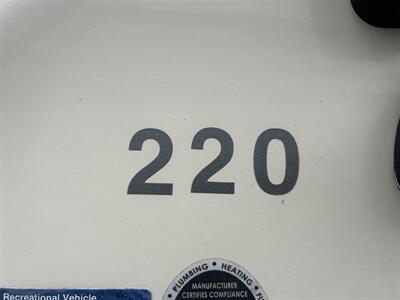 220
• PLUMBING • HEATING •
MANUFACTURER
CERTIFIES COMPLIANCE
Recreational Vehicle